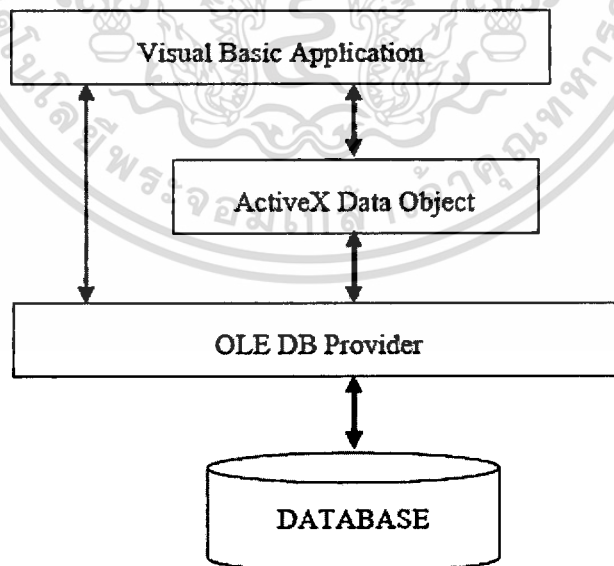 Visual Basic Application
ActiveX Data Object
OLE DB Provider
DATABASE